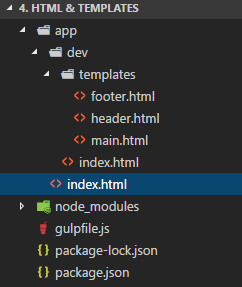 4. HTML & TEMPLATES
app
dev
templates
footer.html
header.html
main.html
index.html
index.html
node_modules
gulpfile.js
package-lock.json
package.json